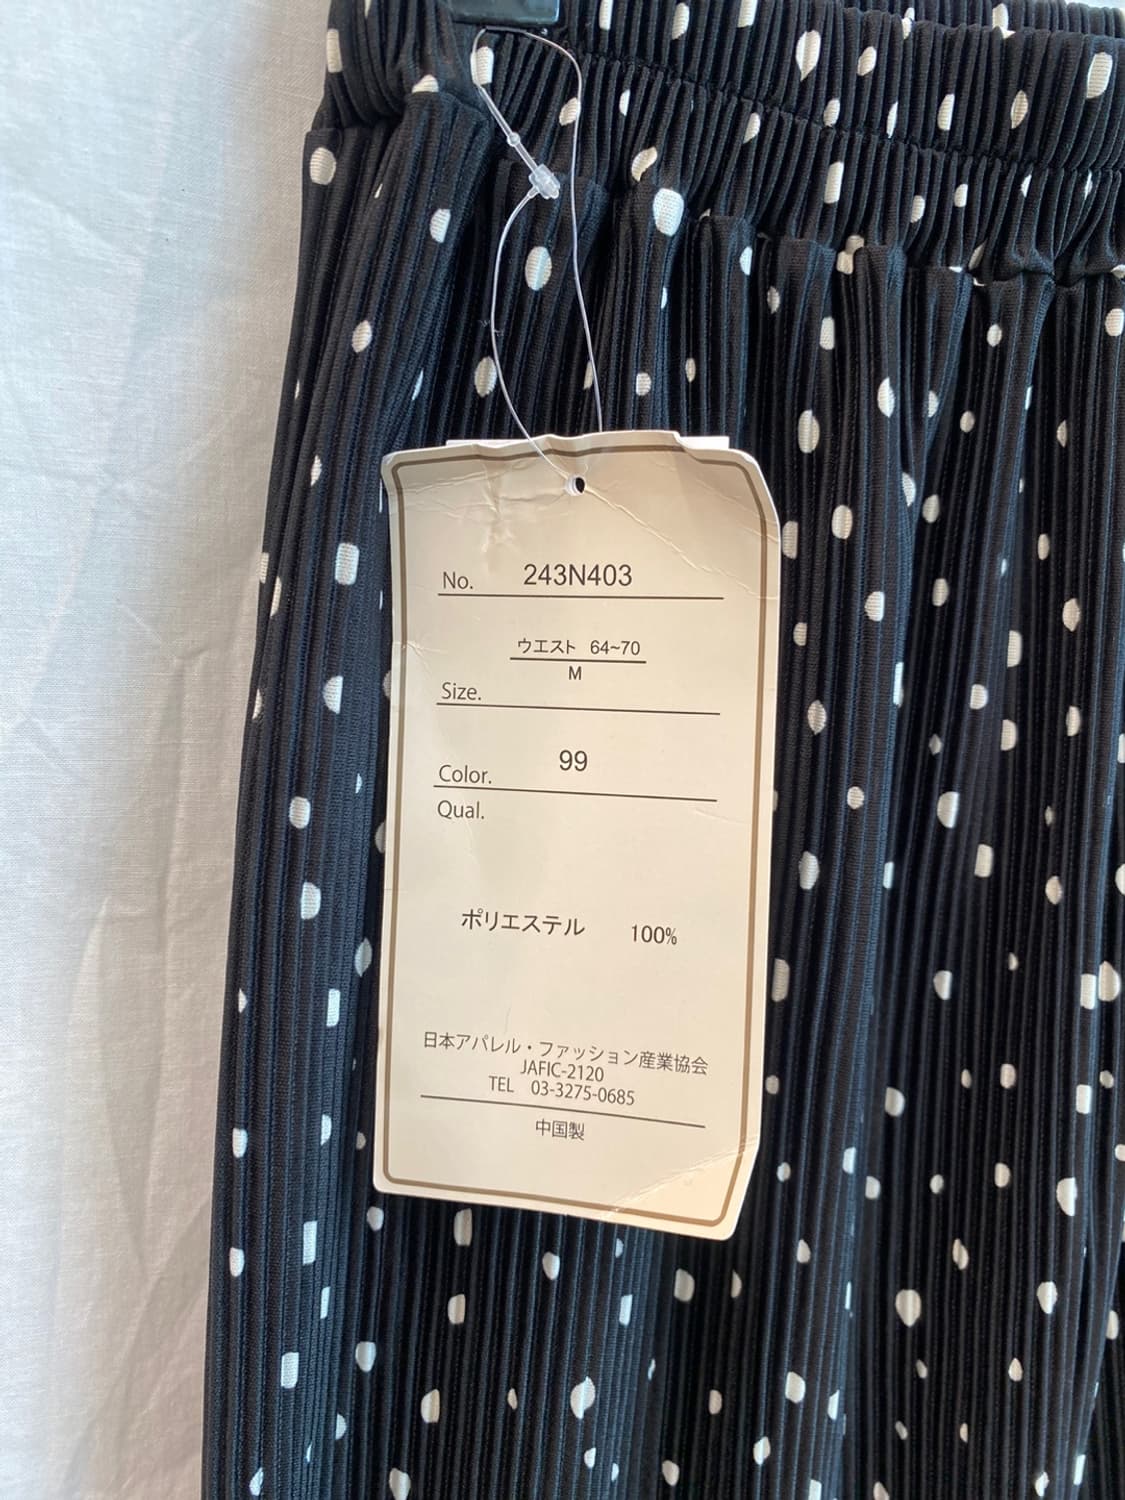 No. 243N403
ウエスト 64~70
M
Size.
99
Color.
Qual.
ポリエステル 100%
日本アパレル・ファッション産業協会
JAFIC-2120
TEL 03-3275-0685
中国製